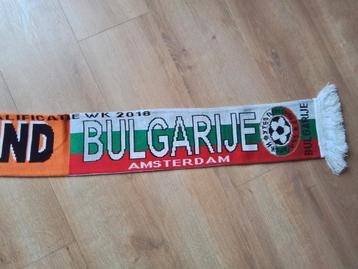 ALIFICATIE WK 2018
ND
BULGARIJE
AMSTERDAM
BULGARIJE